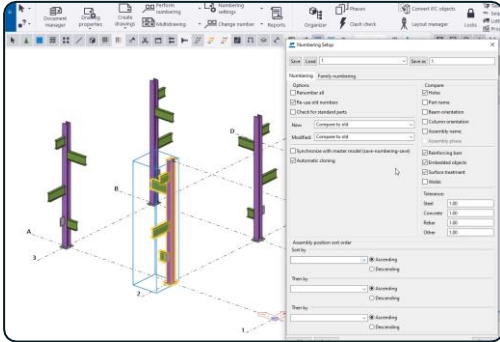 Document manager
Drawing properties
Create drawings
Perform numbering
Numbering settings
Multidrawing
Change number
Reports
Organizer
Phases
Clash check
Convert IFC objects
Layout manager
Locks
Numbering Setup
Save Load 1 Save as 1
Numbering Family numbering
Options
Renumber all
Re-use old numbers
Check for standard parts
New Compare to old
Modified: Compare to old
Synchronize with master model (save-numbering-save)
Automatic cloning
Compare
Holes
Part name
Beam orientation
Column orientation
Assembly name
Assembly phase
Reinforcing bars
Embedded objects
Surface treatment
Welds
Tolerance:
Steel 1.00
Concrete 1.00
Rebar 1.00
Other 1.00
Assembly position sort order
Sort by
Ascending
Descending
Then by
Ascending
Descending
Then by
Ascending
Descending
D
B
A
3
2
1